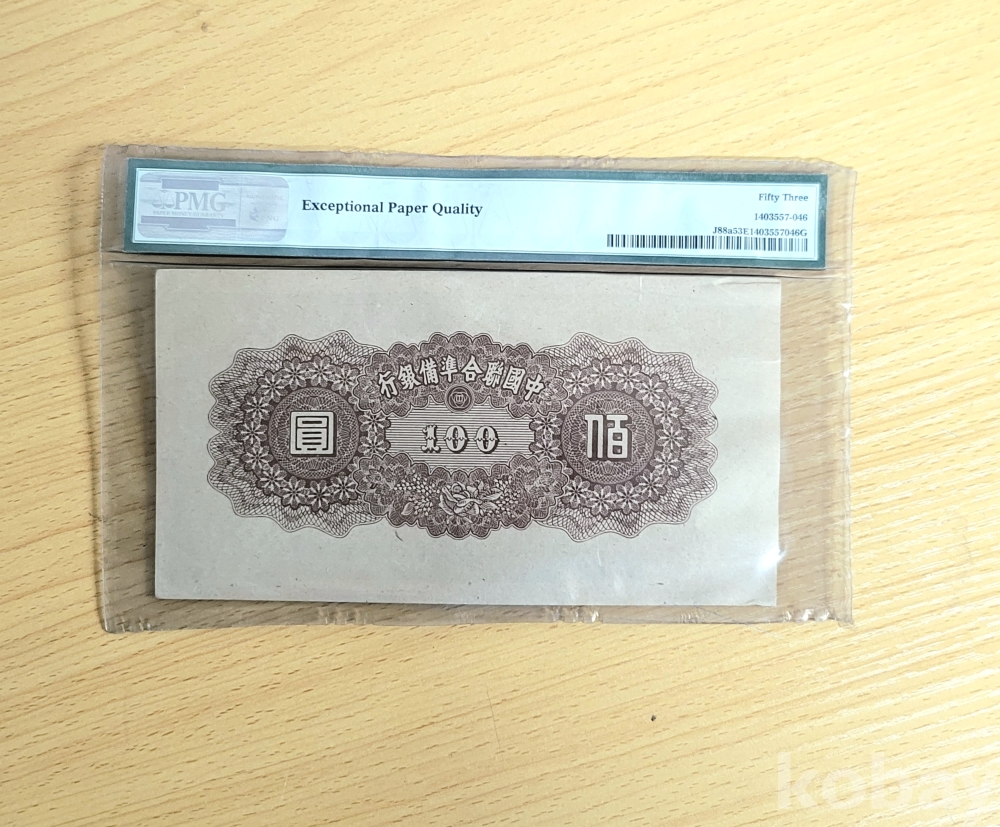 PMG
Exceptional Paper Quality
Fifty Three
1403557-046
J88a53E1403557046G
中國聯合準備銀行
100
佰圓
kobay